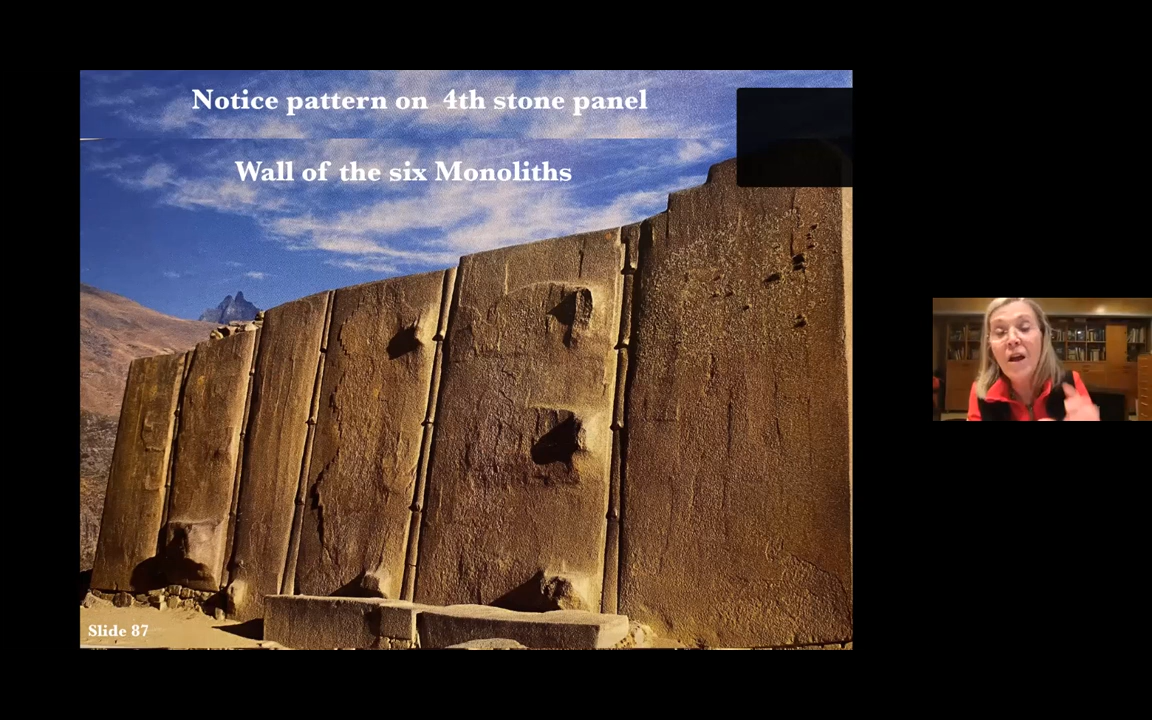 Notice pattern on 4th stone panel
Wall of the six Monoliths
Slide 87